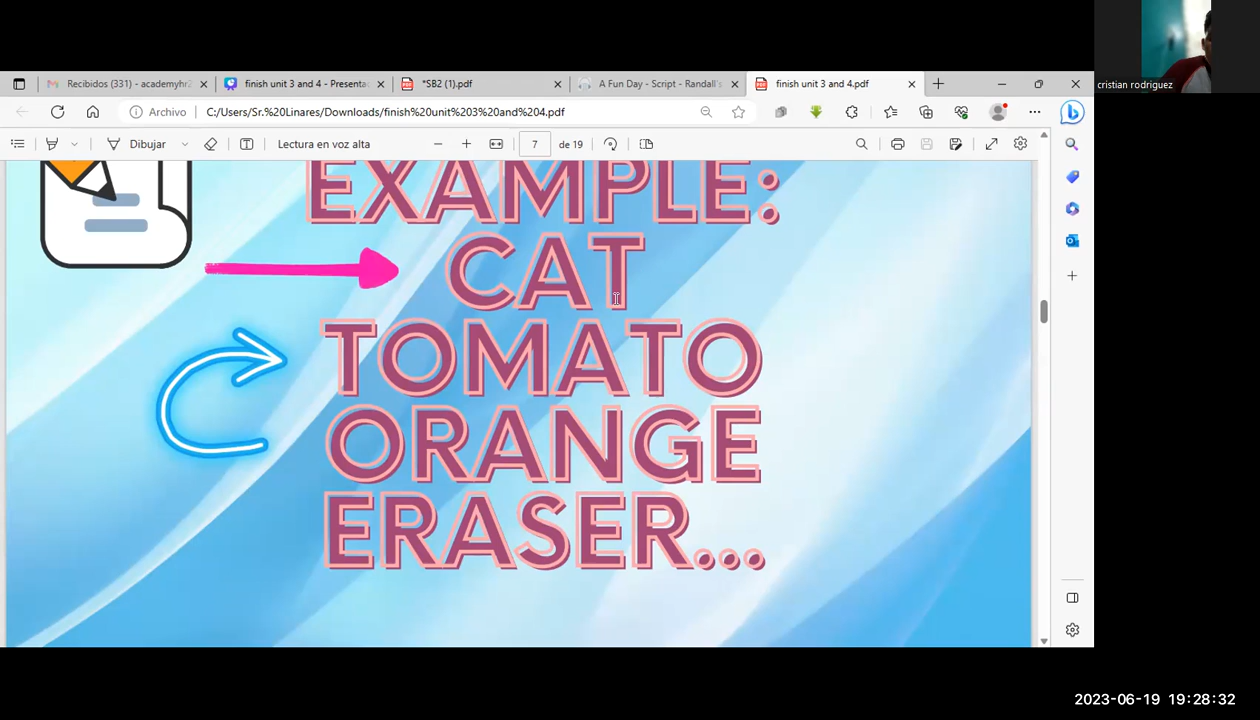 cristian rodriguez
Recibidos (331) - academyhr2
finish unit 3 and 4 - Presentac
*SB2 (1).pdf
A Fun Day - Script - Randall's
finish unit 3 and 4.pdf
Archivo
C:/Users/Sr.%20Linares/Downloads/finish%20unit%203%20and%204.pdf
Dibujar
Lectura en voz alta
7
de 19
EXAMPLE:
CAT
TOMATO
ORANGE
ERASER...
2023-06-19 19:28:32